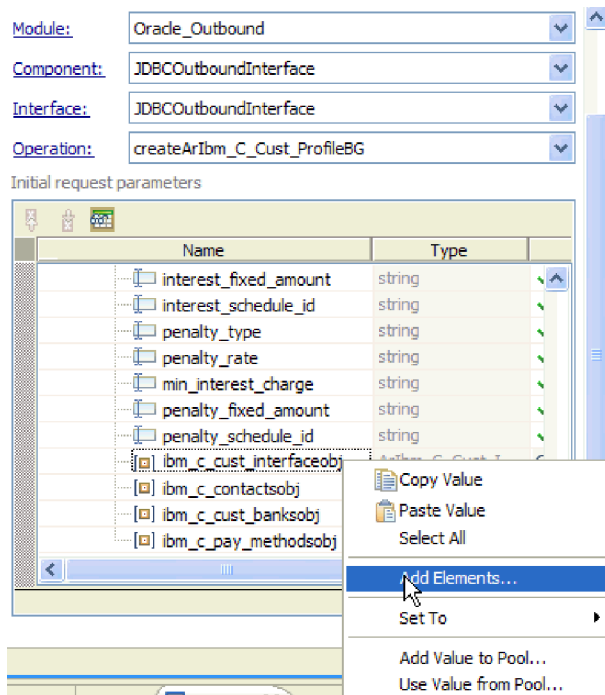 Module: Oracle_Outbound
Component: JDBCOutboundInterface
Interface: JDBCOutboundInterface
Operation: createArIbm_C_Cust_ProfileBG
Initial request parameters
Name Type
interest_fixed_amount string
interest_schedule_id string
penalty_type string
penalty_rate string
min_interest_charge string
penalty_fixed_amount string
penalty_schedule_id string
ibm_c_cust_interfaceobj
ibm_c_contactsobj
ibm_c_cust_banksobj
ibm_c_pay_methodsobj
Copy Value
Paste Value
Select All
Add Elements...
Set To
Add Value to Pool...
Use Value from Pool...